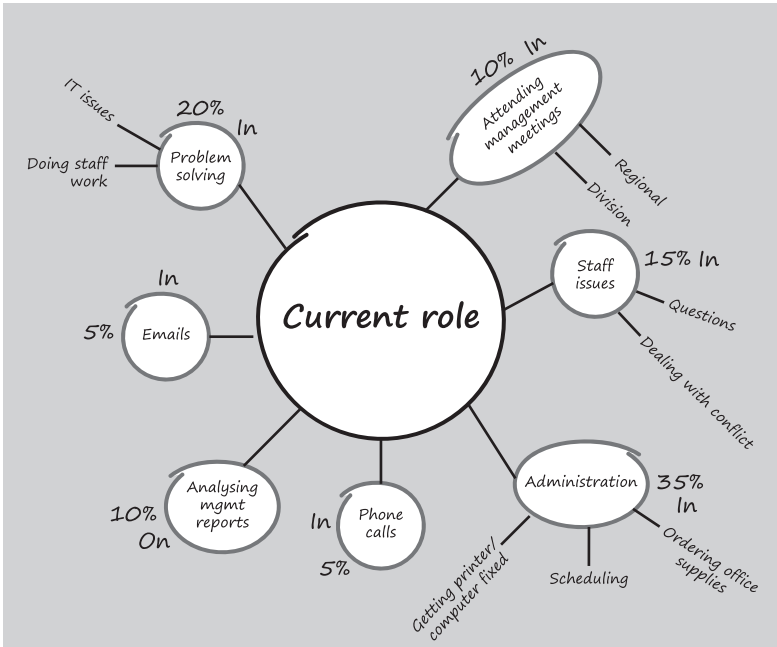 10% In
Attending
management
meetings
Regional
Division
IT issues
20%
In
Doing staff
work
Problem
solving
15% In
Staff
issues
Questions
Dealing with conflict
In
5%
Emails
Current role
Analysing
mgmt
reports
10%
On
In
Phone
calls
5%
Administration
35%
In
Getting printer/
computer fixed
Scheduling
Ordering office
supplies